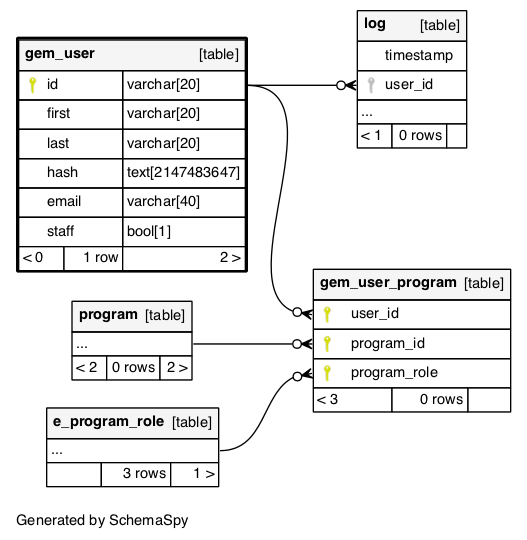 gem_user [table]
id varchar[20]
first varchar[20]
last varchar[20]
hash text[2147483647]
email varchar[40]
staff bool[1]
< 0 1 row 2 >
log [table]
timestamp
user_id
...
< 1 0 rows
gem_user_program [table]
user_id
program_id
program_role
< 3 0 rows
program [table]
...
< 2 0 rows 2 >
e_program_role [table]
...
3 rows 1 >
Generated by SchemaSpy